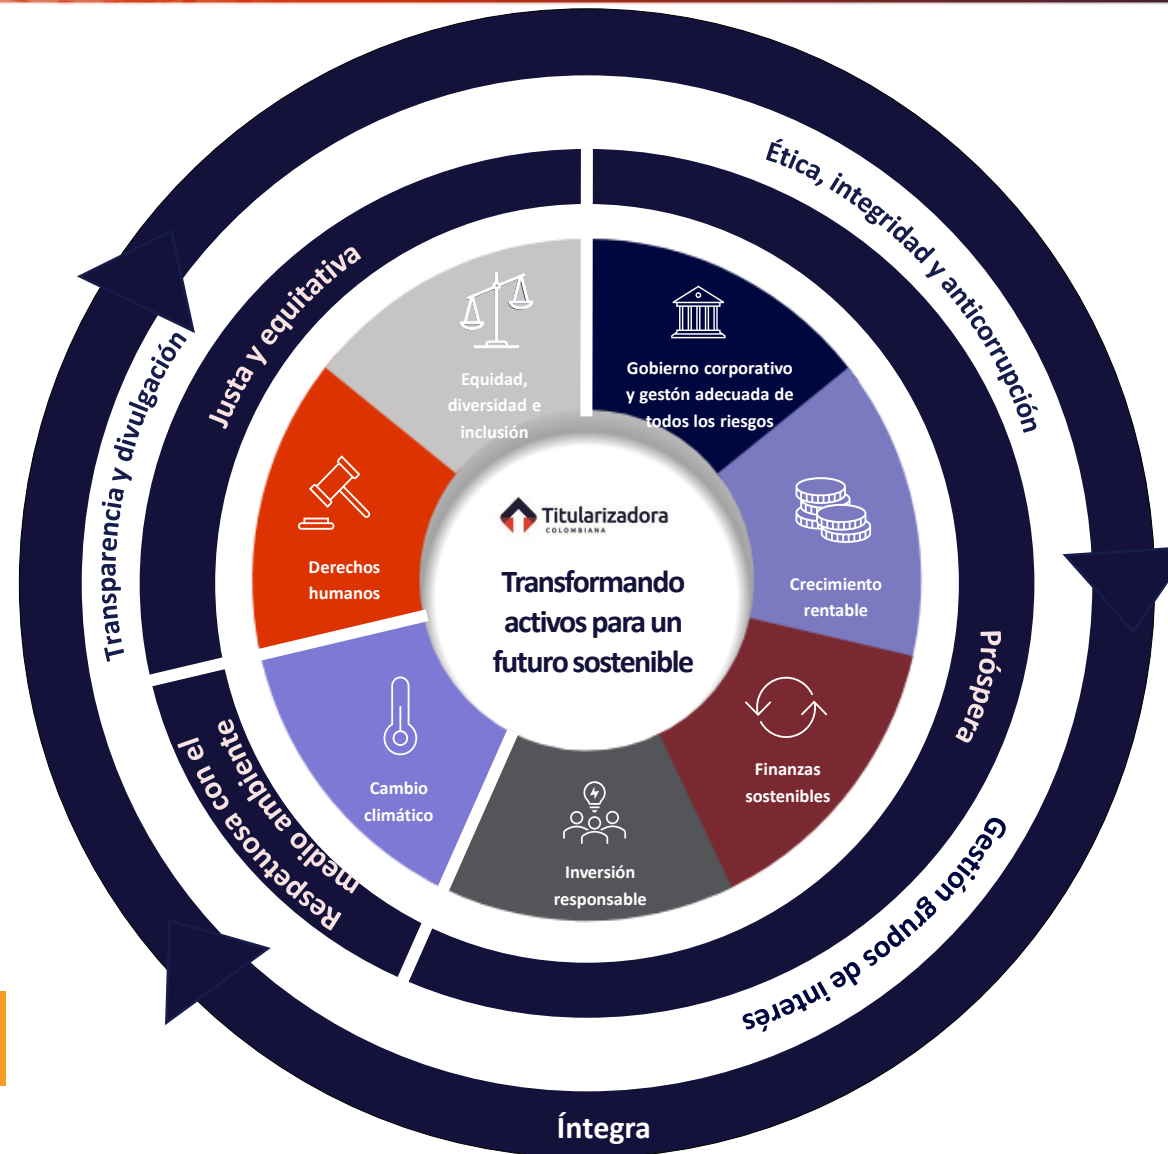 Ética, integridad y anticorrupción
Justa y equitativa
Transparencia y divulgación
Equidad,
diversidad e
inclusión
Gobierno corporativo
y gestón adecuada de
todos los riesgos
Derechos
humanos
Titularizadora
COLOMBIANA
Transformando
activos para un
futuro sostenible
Crecimiento
rentable
Próspera
Respetuosa con el
medio ambiente
Cambio
climático
Finanzas
sostenibles
Inversión
responsable
Gestión grupos de interés
Íntegra